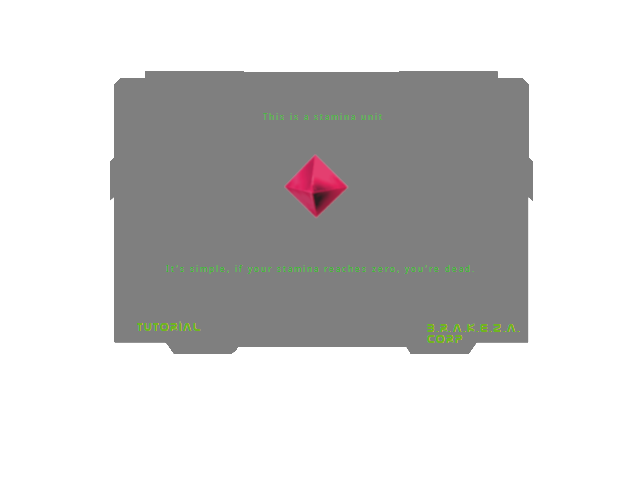 This is a stamina unit
It's simple, if your stamina reaches zero, you're dead.
TUTORIAL
B.R.A.K.E.R.A.
CORP